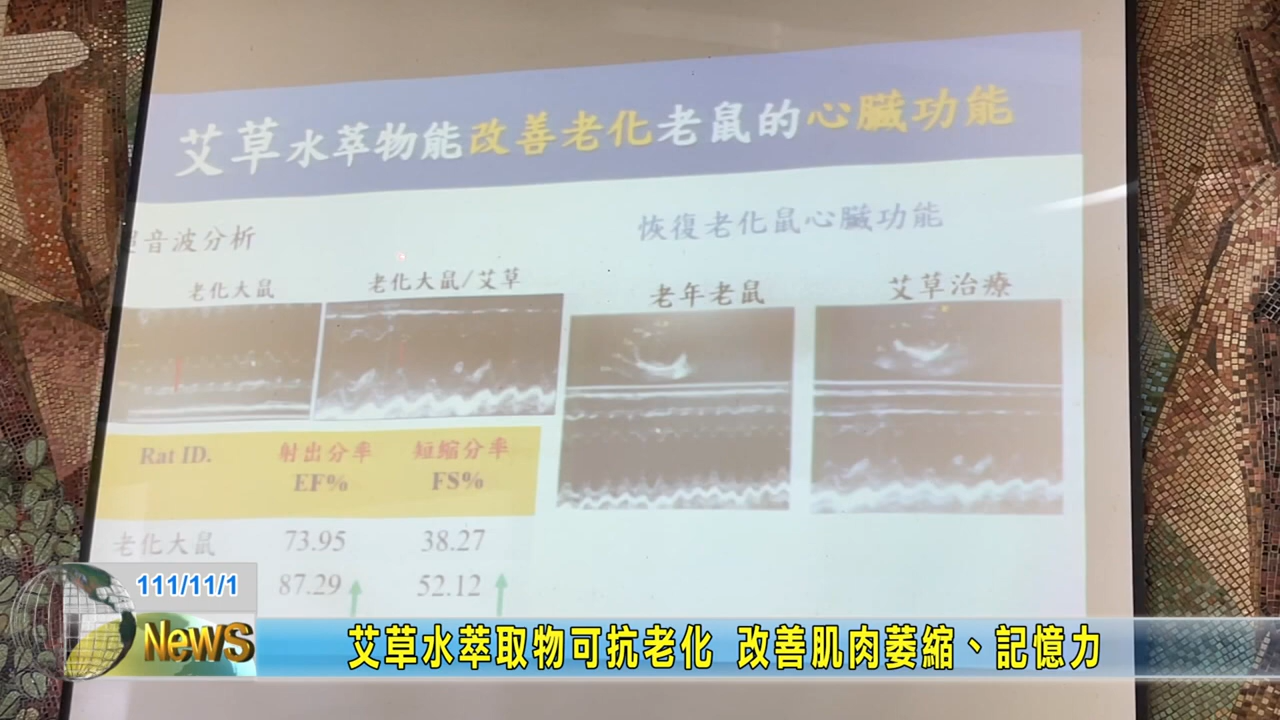 艾草水萃物能改善老化老鼠的心臟功能
音波分析
恢復老化鼠心臟功能
老化大鼠
老化大鼠/艾草
老年老鼠
艾草治療
Rat ID.
射出分率
EF%
短縮分率
FS%
老化大鼠 73.95 38.27
87.29 52.12
111/11/1
News
艾草水萃取物可抗老化 改善肌肉萎縮、記憶力